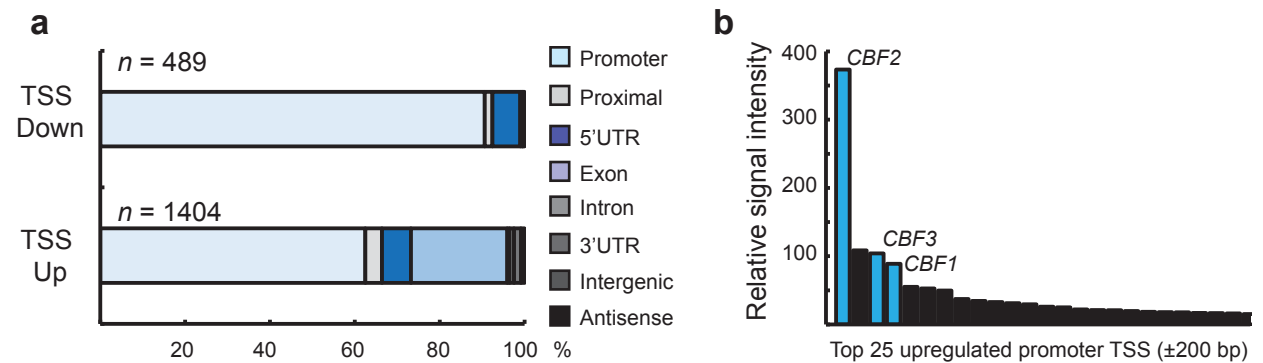 a
n = 489
TSS
Down
n = 1404
TSS
Up
20 40 60 80 100 %
Promoter
Proximal
5'UTR
Exon
Intron
3'UTR
Intergenic
Antisense
b
Relative signal intensity
400
300
200
100
CBF2
CBF3
CBF1
Top 25 upregulated promoter TSS (±200 bp)